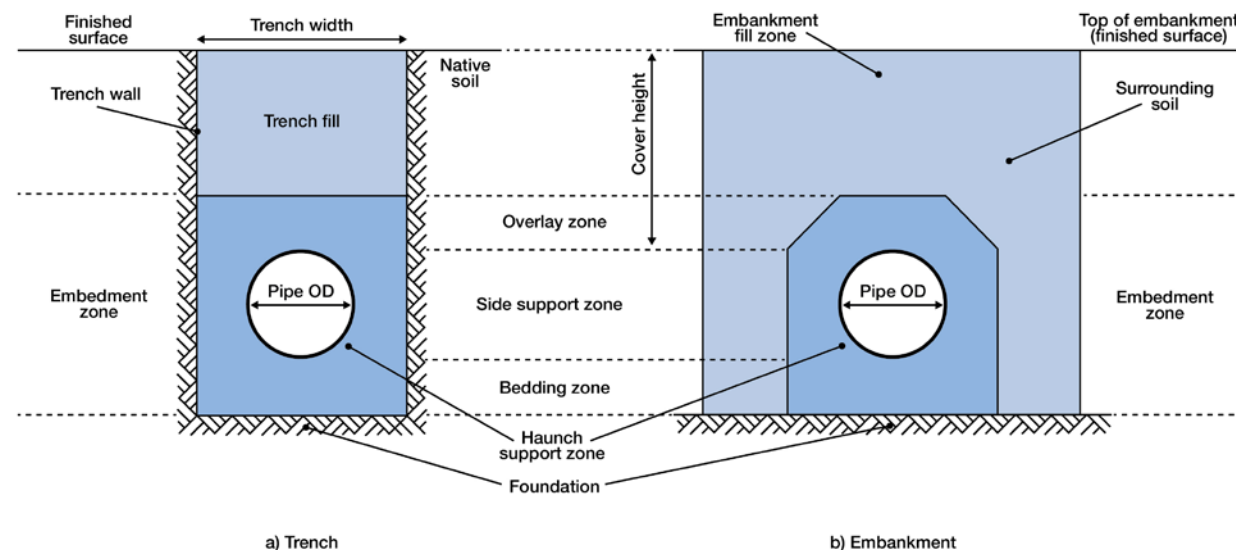 Finished
surface
Trench width
Embankment
fill zone
Top of embankment
(finished surface)
Native
soil
Trench wall
Trench fill
Cover height
Surrounding
soil
Overlay zone
Embedment
zone
Pipe OD
Side support zone
Pipe OD
Embedment
zone
Bedding zone
Haunch
support zone
Foundation
a) Trench
b) Embankment